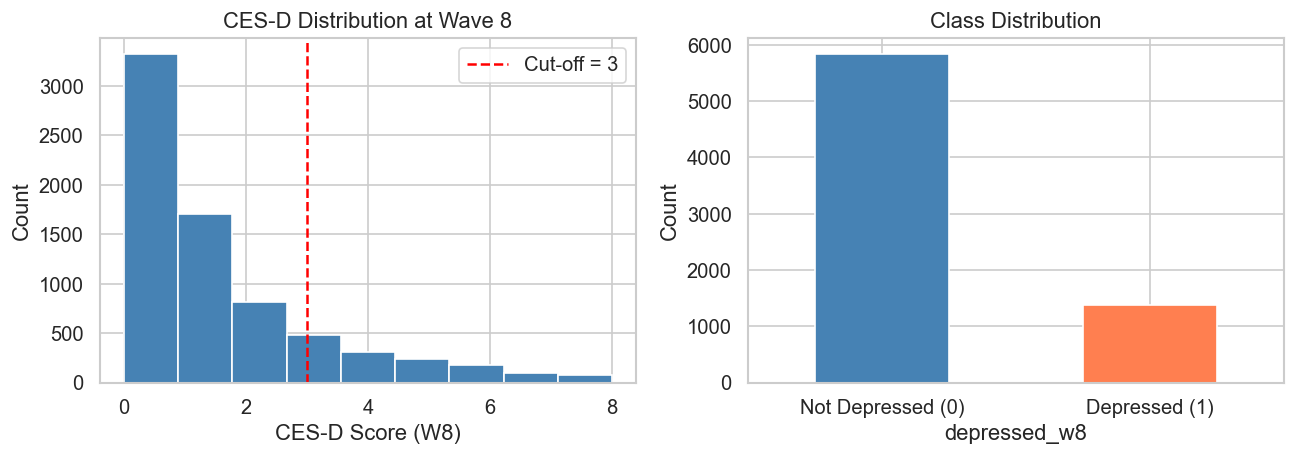 CES-D Distribution at Wave 8
Cut-off = 3
Count
3000
2500
2000
1500
1000
500
0
0 2 4 6 8
CES-D Score (W8)
Class Distribution
Count
6000
5000
4000
3000
2000
1000
0
Not Depressed (0) Depressed (1)
depressed_w8